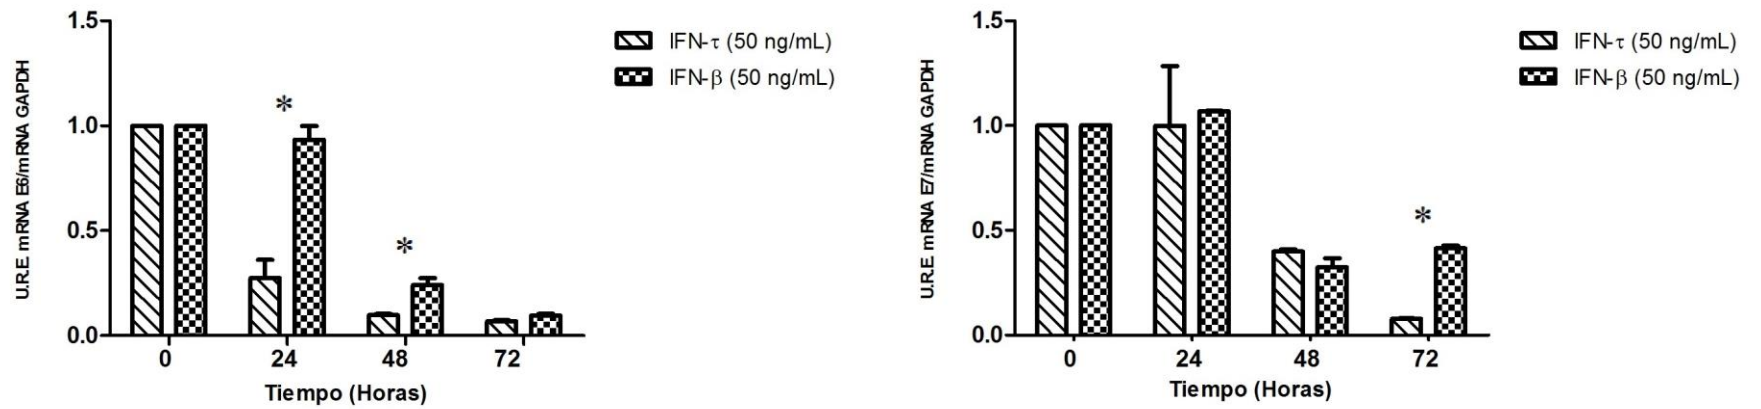 1.5
1.0
0.5
0.0
U.R.E mRNA E6/mRNA GAPDH
*
*
0 24 48 72
Tiempo (Horas)
IFN-τ (50 ng/mL)
IFN-β (50 ng/mL)
1.5
1.0
0.5
0.0
U.R.E mRNA E7/mRNA GAPDH
*
0 24 48 72
Tiempo (Horas)
IFN-τ (50 ng/mL)
IFN-β (50 ng/mL)